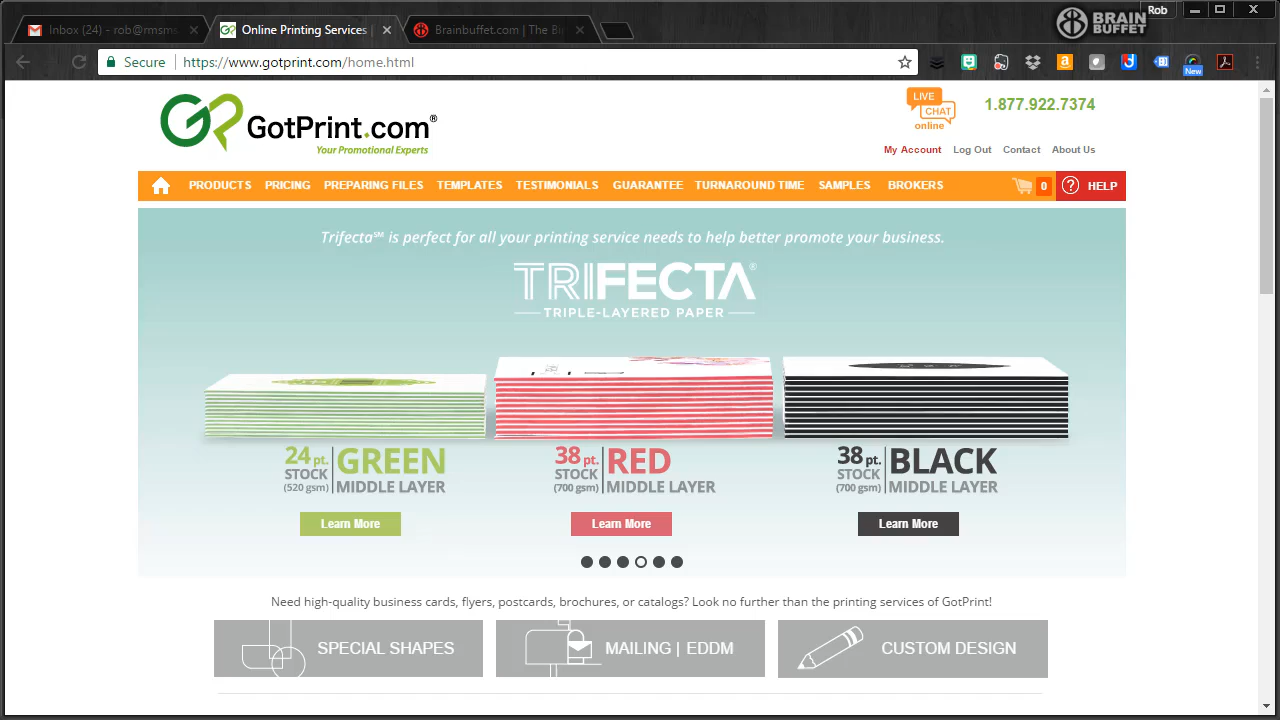 Rob
Inbox (24) - rob@rmsms
Online Printing Services
Brainbuffet.com | The B
BRAIN
BUFFET
Secure
https://www.gotprint.com/home.html
New
GotPrint.com®
Your Promotional Experts
LIVE
CHAT
online
1.877.922.7374
My Account
Log Out
Contact
About Us
PRODUCTS
PRICING
PREPARING FILES
TEMPLATES
TESTIMONIALS
GUARANTEE
TURNAROUND TIME
SAMPLES
BROKERS
0
HELP
Trifecta℠ is perfect for all your printing service needs to help better promote your business.
TRIFECTA®
TRIPLE-LAYERED PAPER
24 pt.
STOCK
(520 gsm)
GREEN
MIDDLE LAYER
38 pt.
STOCK
(700 gsm)
RED
MIDDLE LAYER
38 pt.
STOCK
(700 gsm)
BLACK
MIDDLE LAYER
Learn More
Learn More
Learn More
Need high-quality business cards, flyers, postcards, brochures, or catalogs? Look no further than the printing services of GotPrint!
SPECIAL SHAPES
MAILING | EDDM
CUSTOM DESIGN